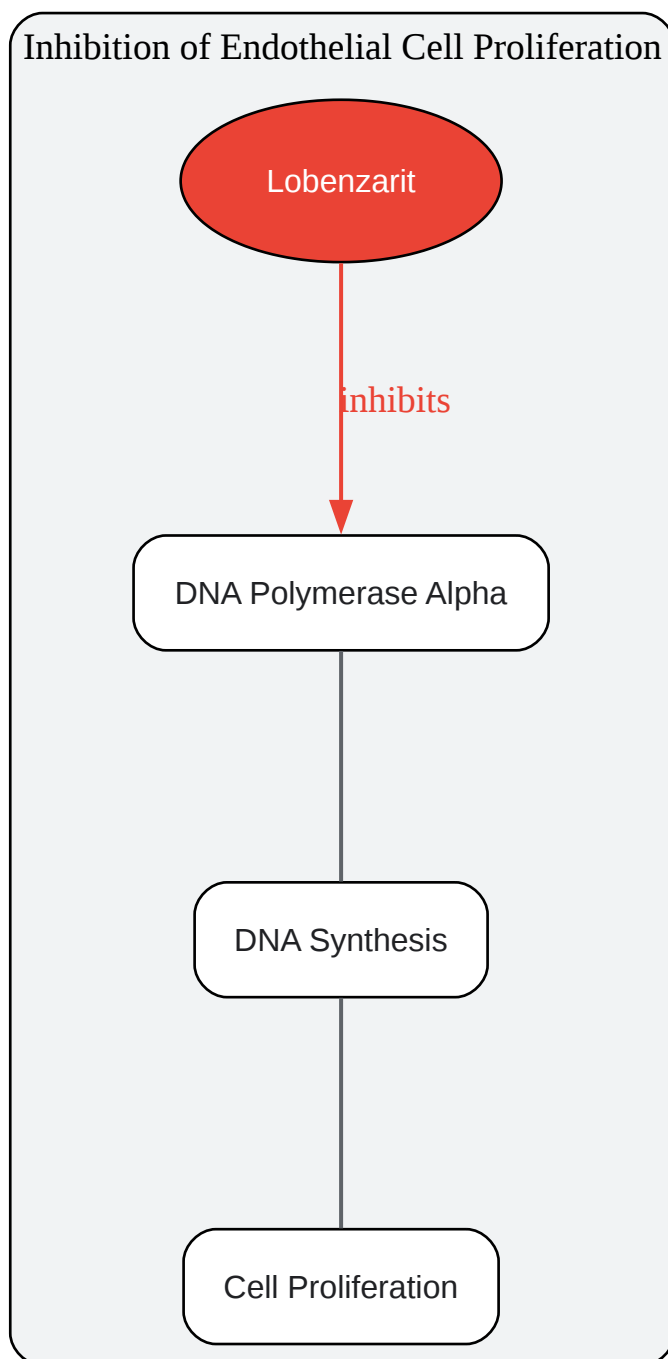 Inhibition of Endothelial Cell Proliferation
Lobenzarit
inhibits
DNA Polymerase Alpha
DNA Synthesis
Cell Proliferation